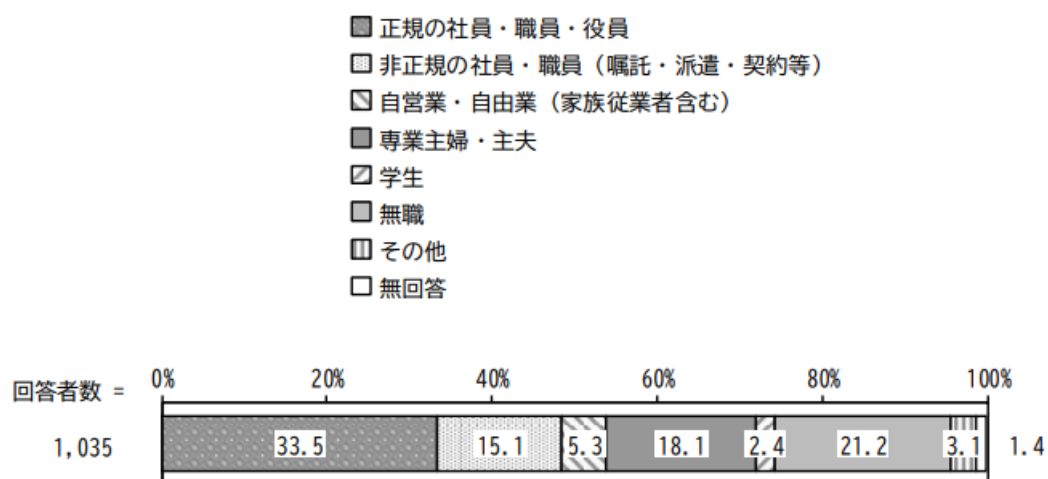 正規の社員・職員・役員
非正規の社員・職員（嘱託・派遣・契約等）
自営業・自由業（家族従業者含む）
専業主婦・主夫
学生
無職
その他
無回答
回答者数 =
0% 20% 40% 60% 80% 100%
1,035 33.5 15.1 5.3 18.1 2.4 21.2 3.1 1.4